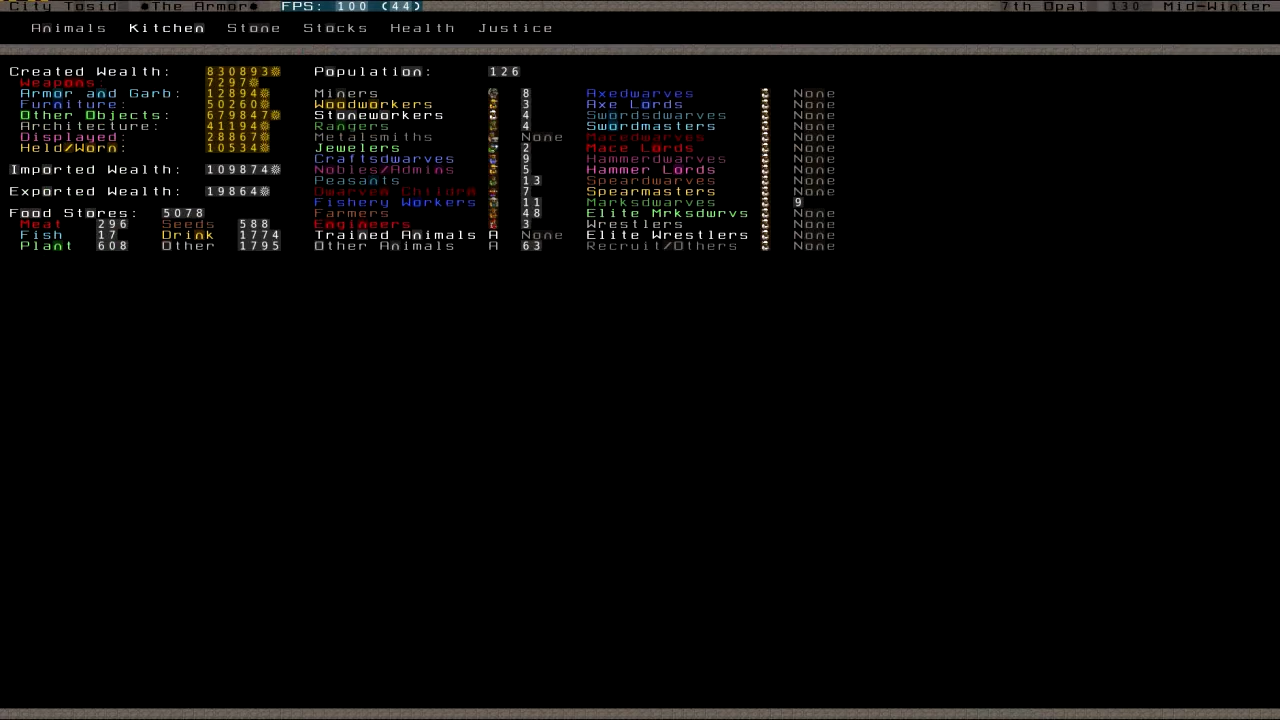 City Tosid ●The Armor● FPS: 100 (44) 7th Opal 130 Mid-Winter
Animals Kitchen Stone Stocks Health Justice
Created Wealth: 830893☼ Population: 126
Weapons: 7297☼
Armor and Garb: 12894☼ Miners 8 Axedwarves None
Furniture: 50260☼ Woodworkers 3 Axe Lords None
Other Objects: 679847☼ Stoneworkers 4 Swordsdwarves None
Architecture: 41194☼ Rangers 4 Swordmasters None
Displayed: 28867☼ Metalsmiths None Macedwarves None
Held/Worn: 10534☼ Jewelers 2 Mace Lords None
Craftsdwarves 9 Hammerdwarves None
Imported Wealth: 109874☼ Nobles/Admins 5 Hammer Lords None
Peasants 13 Speardwarves None
Exported Wealth: 19864☼ Dwarven Childrn 7 Spearmasters None
Fishery Workers 11 Marksdwarves 9
Food Stores: 5078 Farmers 48 Elite Mrksdwrvs None
Meat 296 Seeds 588 Engineers 3 Wrestlers None
Fish 17 Drink 1774 Trained Animals A None Elite Wrestlers None
Plant 608 Other 1795 Other Animals A 63 Recruit/Others None